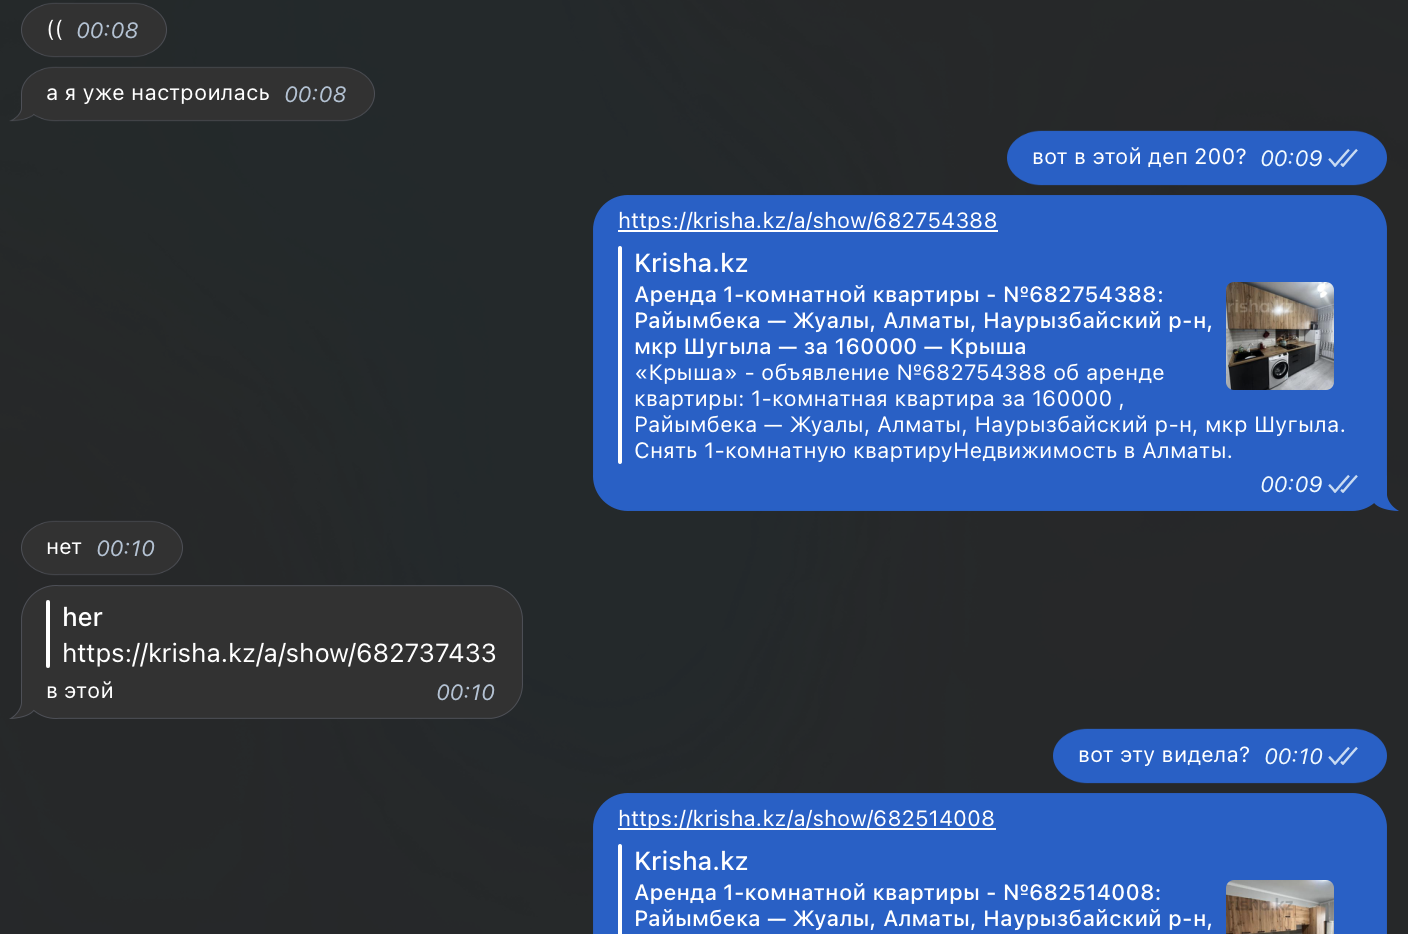 (( 00:08
а я уже настроилась 00:08
вот в этой деп 200? 00:09
https://krisha.kz/a/show/682754388
Krisha.kz
Аренда 1-комнатной квартиры - №682754388:
Райымбека — Жуалы, Алматы, Наурызбайский р-н,
мкр Шугыла — за 160000 — Крыша
«Крыша» - объявление №682754388 об аренде
квартиры: 1-комнатная квартира за 160000 ,
Райымбека — Жуалы, Алматы, Наурызбайский р-н, мкр Шугыла.
Снять 1-комнатную квартируНедвижимость в Алматы.
00:09
нет 00:10
her
https://krisha.kz/a/show/682737433
в этой 00:10
вот эту видела? 00:10
https://krisha.kz/a/show/682514008
Krisha.kz
Аренда 1-комнатной квартиры - №682514008:
Райымбека — Жуалы, Алматы, Наурызбайский р-н,